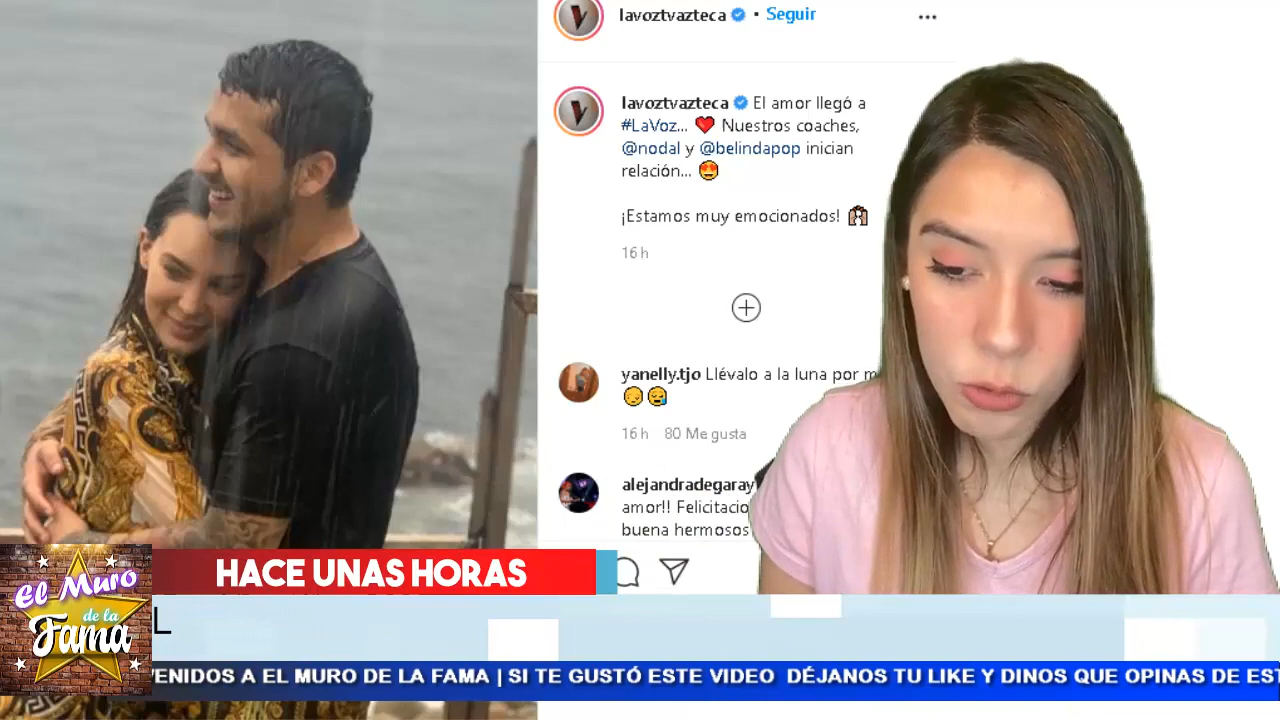 lavoztvazteca • Seguir
lavoztvazteca El amor llegó a
#LaVoz... ❤️ Nuestros coaches,
@nodal y @belindapop inician
relación... 😍
¡Estamos muy emocionados! 🙌
16 h
yanelly.tjo Llévalo a la luna por m
😔😪
16 h 80 Me gusta
alejandradegaray
amor!! Felicitacio
buena hermosos
HACE UNAS HORAS
El Muro
de la
Fama
L
VENIDOS A EL MURO DE LA FAMA | SI TE GUSTÓ ESTE VIDEO DÉJANOS TU LIKE Y DINOS QUE OPINAS DE EST